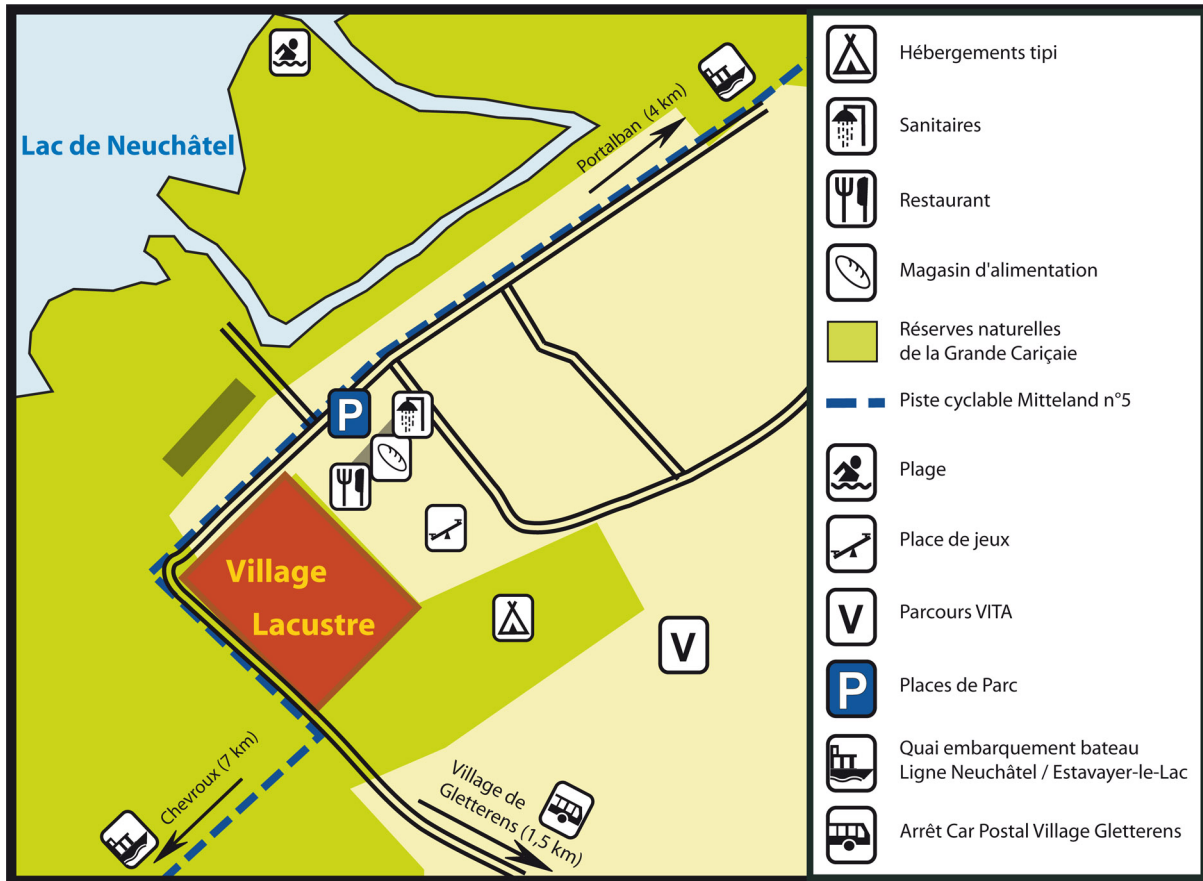 Lac de Neuchâtel
Portalban (4 km)
P
Village
Lacustre
V
Chevroux (7 km)
Village de
Gletterens (1,5 km)
Hébergements tipi
Sanitaires
Restaurant
Magasin d'alimentation
Réserves naturelles
de la Grande Cariçaie
Piste cyclable Mitteland n°5
Plage
Place de jeux
V
Parcours VITA
P
Places de Parc
Quai embarquement bateau
Ligne Neuchâtel / Estavayer-le-Lac
Arrêt Car Postal Village Gletterens